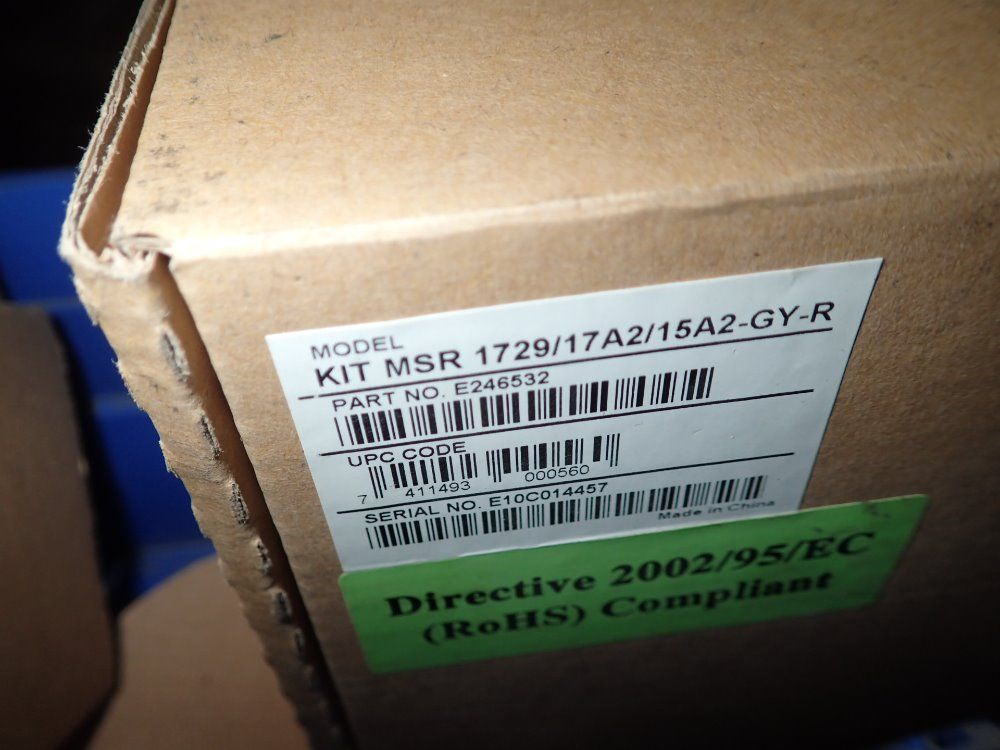 MODEL
KIT MSR 1729/17A2/15A2-GY-R
PART NO. E246532
UPC CODE
7 411493 000560
SERIAL NO. E10C014457
Made in China
Directive 2002/95/EC
(RoHS) Compliant